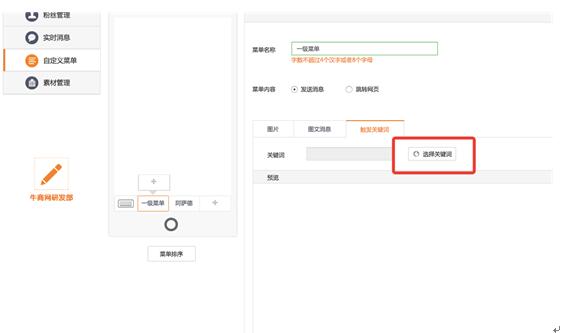 粉丝管理
实时消息
自定义菜单
素材管理
牛商网研发部
一级菜单
阿萨德
菜单排序
菜单名称
一级菜单
字数不超过4个汉字或者8个字母
菜单内容
发送消息
跳转网页
图片
图文消息
触发关键词
关键词
选择关键词
预览